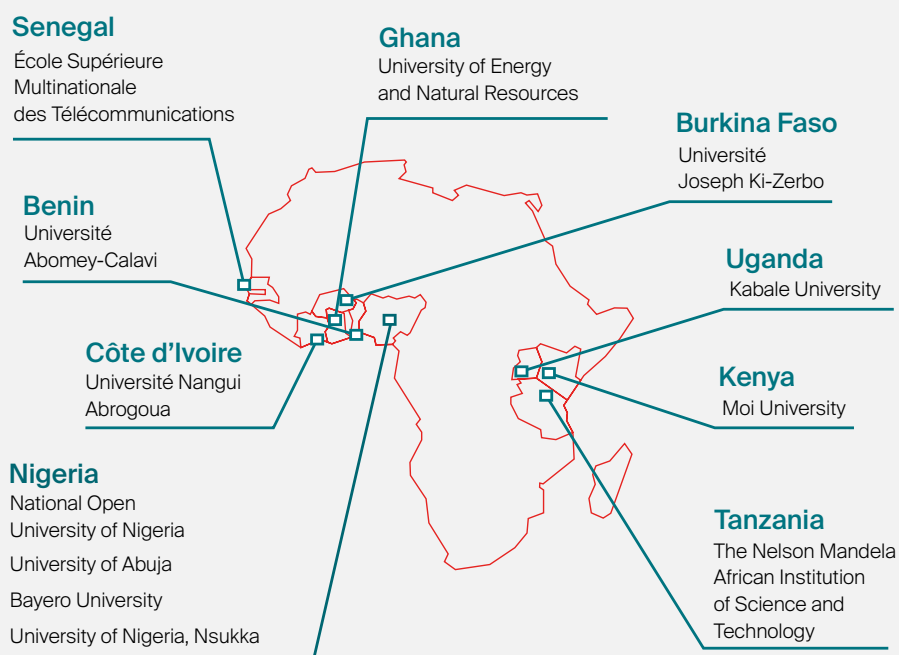 Senegal
École Supérieure
Multinationale
des Télécommunications
Ghana
University of Energy
and Natural Resources
Burkina Faso
Université
Joseph Ki-Zerbo
Benin
Université
Abomey-Calavi
Uganda
Kabale University
Côte d’Ivoire
Université Nangui
Abrogoua
Kenya
Moi University
Nigeria
National Open
University of Nigeria
University of Abuja
Bayero University
University of Nigeria, Nsukka
Tanzania
The Nelson Mandela
African Institution
of Science and
Technology